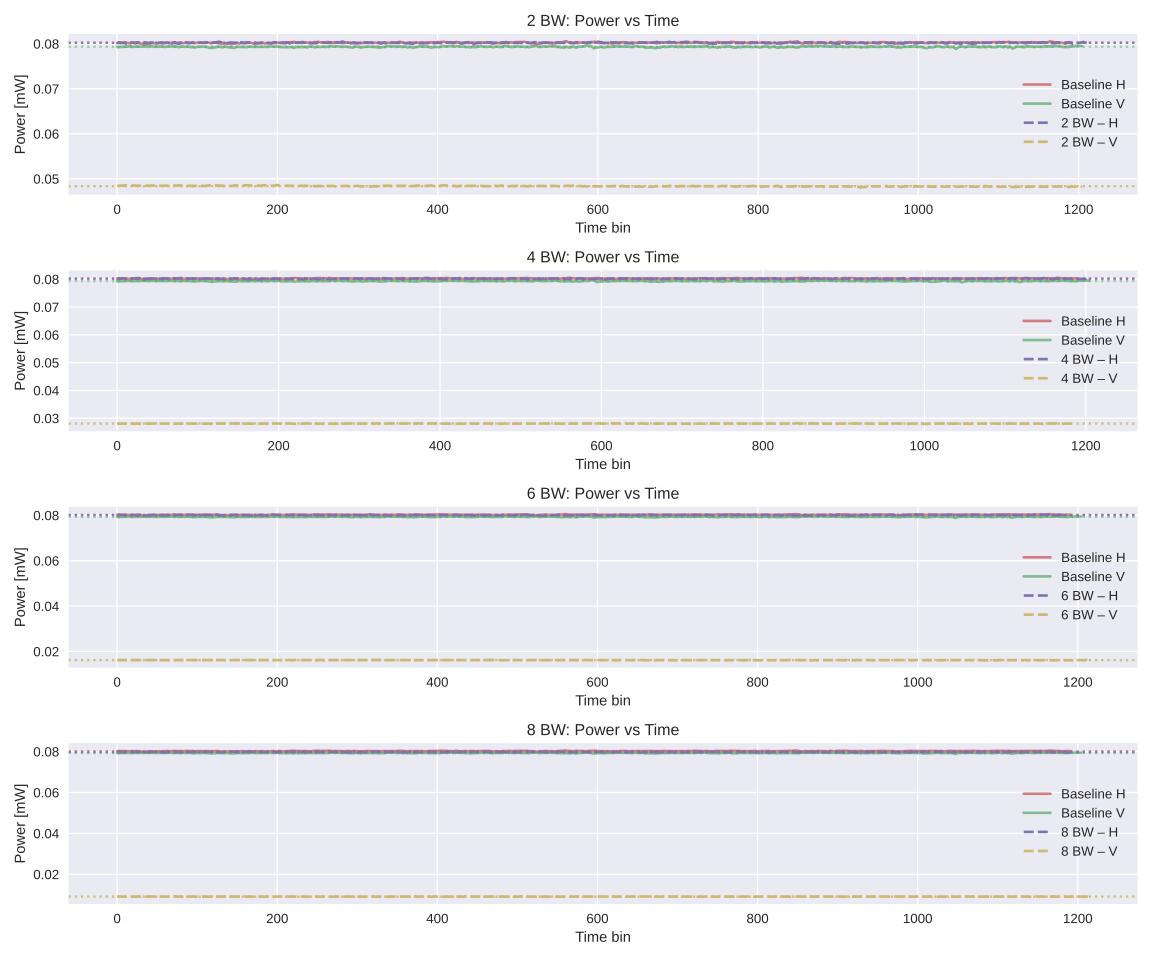 2 BW: Power vs Time
Power [mW]
0.08
0.07
0.06
0.05
Baseline H
Baseline V
2 BW – H
2 BW – V
0 200 400 600 800 1000 1200
Time bin
4 BW: Power vs Time
Power [mW]
0.08
0.07
0.06
0.05
0.04
0.03
Baseline H
Baseline V
4 BW – H
4 BW – V
0 200 400 600 800 1000 1200
Time bin
6 BW: Power vs Time
Power [mW]
0.08
0.06
0.04
0.02
Baseline H
Baseline V
6 BW – H
6 BW – V
0 200 400 600 800 1000 1200
Time bin
8 BW: Power vs Time
Power [mW]
0.08
0.06
0.04
0.02
Baseline H
Baseline V
8 BW – H
8 BW – V
0 200 400 600 800 1000 1200
Time bin